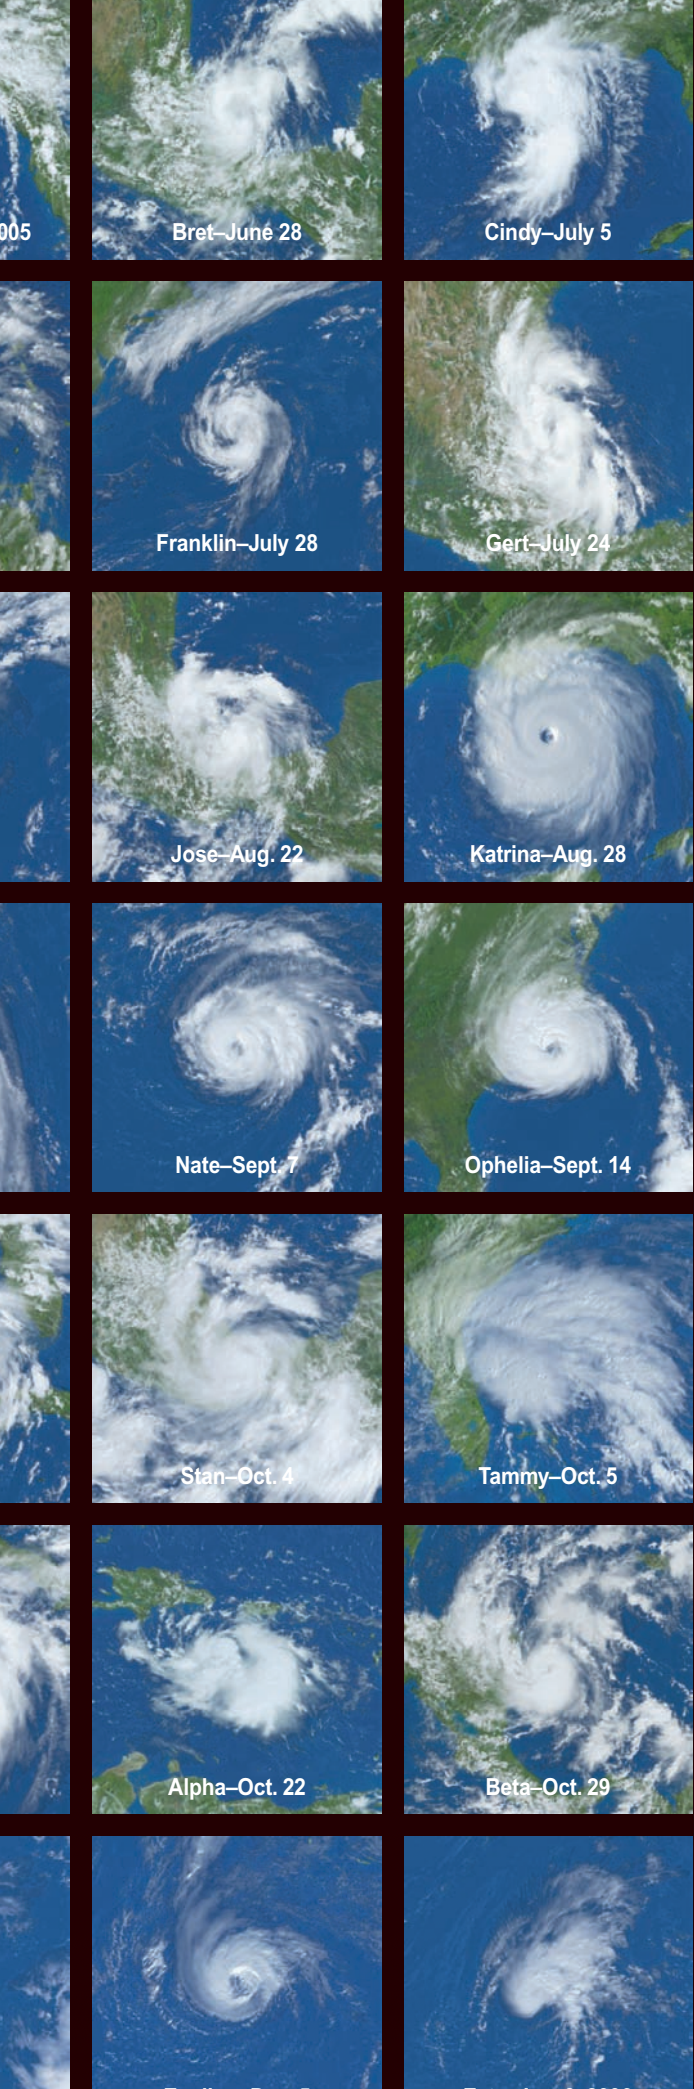 005
Bret–June 28
Cindy–July 5
Franklin–July 28
Gert–July 24
Jose–Aug. 22
Katrina–Aug. 28
Nate–Sept. 7
Ophelia–Sept. 14
Stan–Oct. 4
Tammy–Oct. 5
Alpha–Oct. 22
Beta–Oct. 29